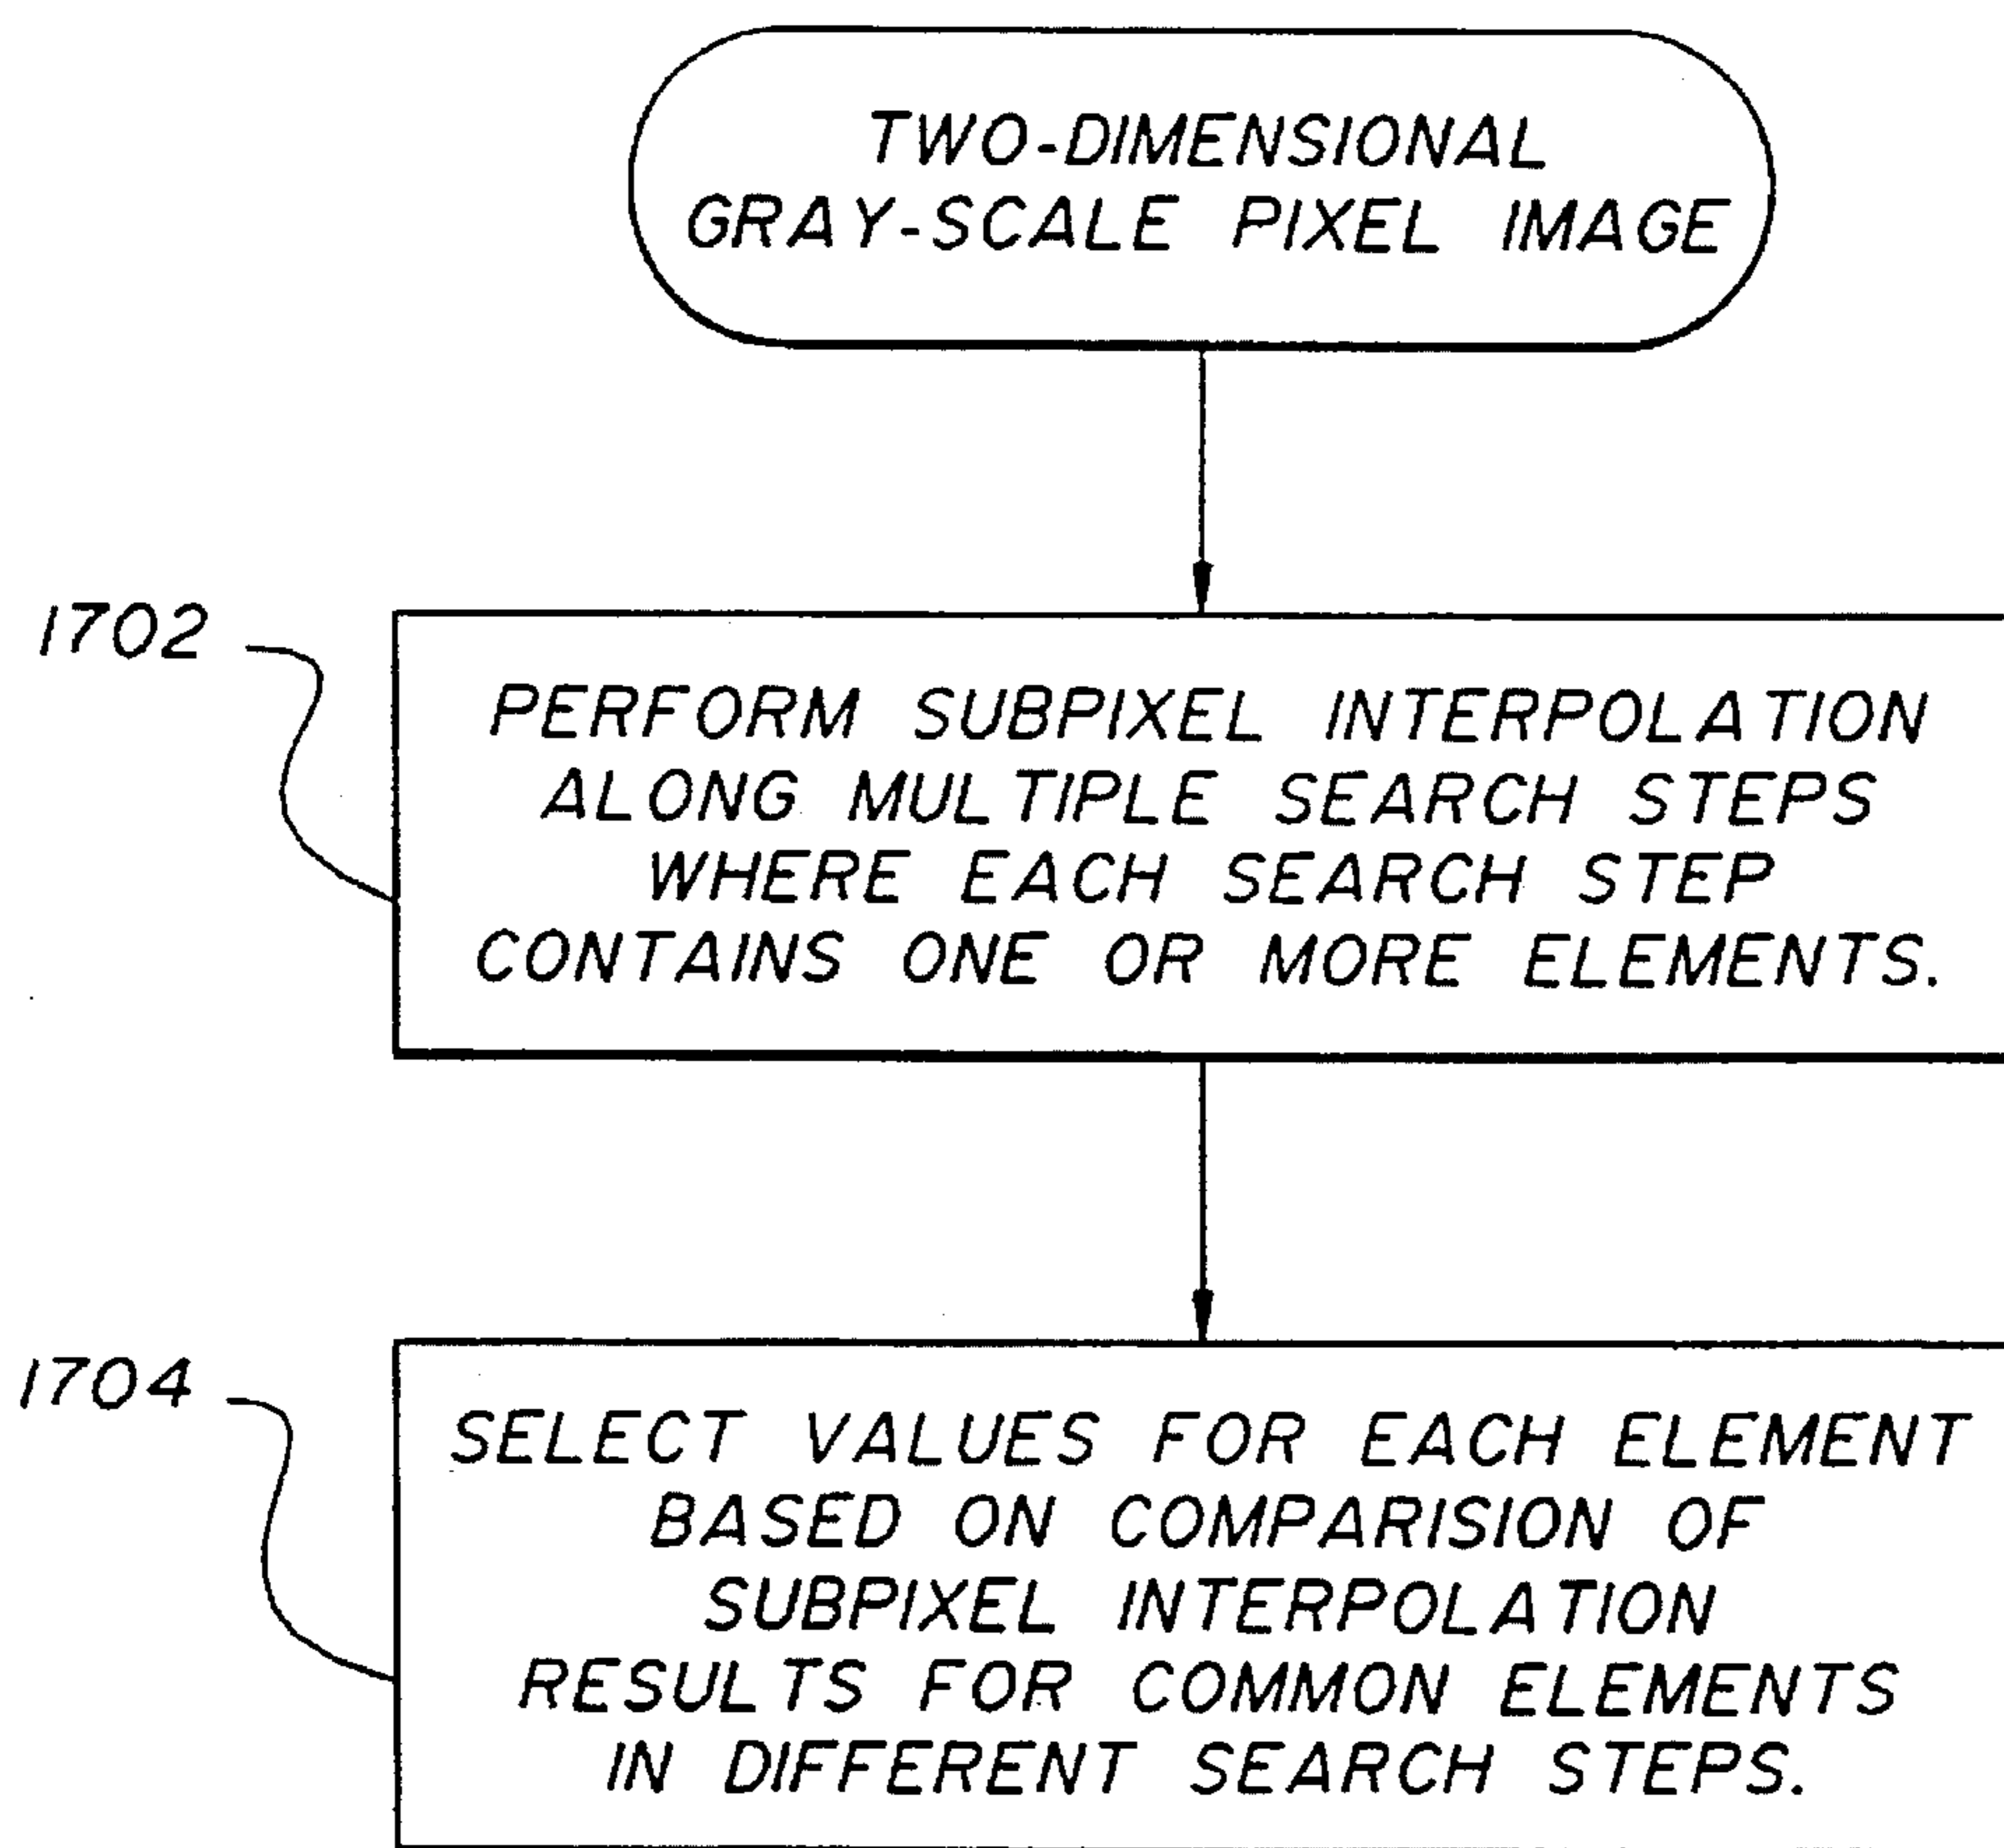 TWO-DIMENSIONAL
GRAY-SCALE PIXEL IMAGE
1702
PERFORM SUBPIXEL INTERPOLATION
ALONG MULTIPLE SEARCH STEPS
WHERE EACH SEARCH STEP
CONTAINS ONE OR MORE ELEMENTS.
1704
SELECT VALUES FOR EACH ELEMENT
BASED ON COMPARISION OF
SUBPIXEL INTERPOLATION
RESULTS FOR COMMON ELEMENTS
IN DIFFERENT SEARCH STEPS.